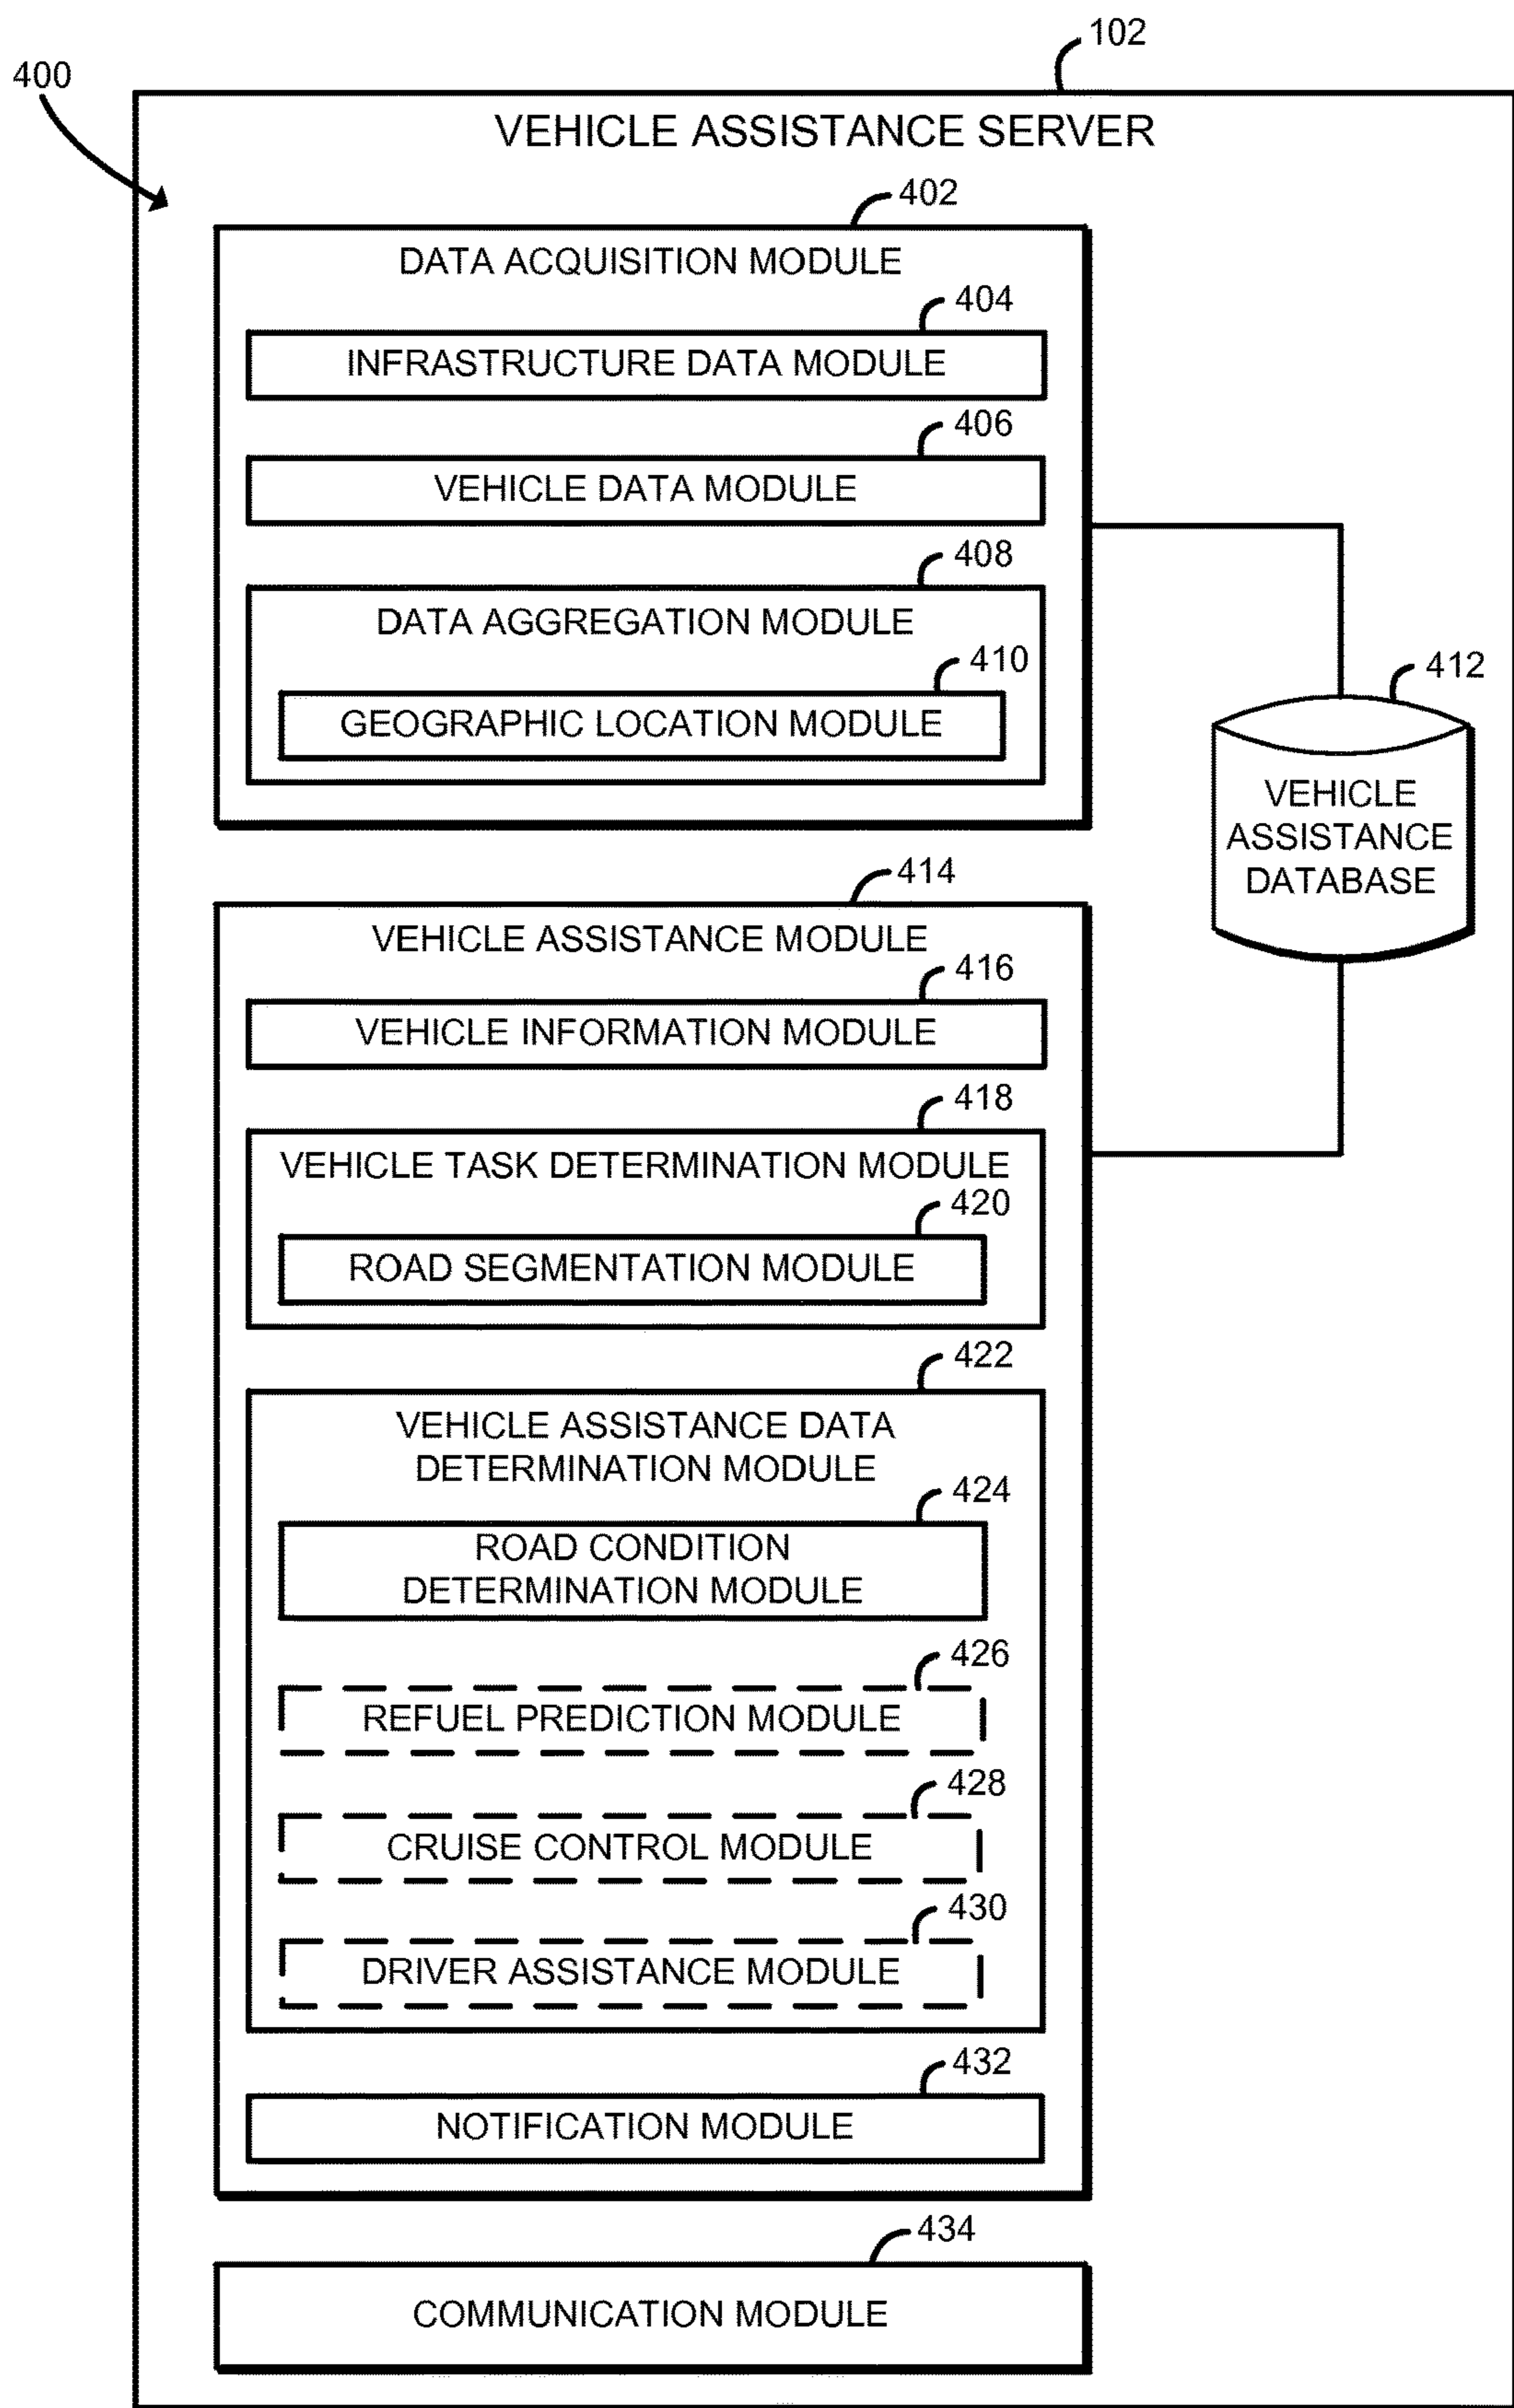 102
400
VEHICLE ASSISTANCE SERVER
402
DATA ACQUISITION MODULE
404
INFRASTRUCTURE DATA MODULE
406
VEHICLE DATA MODULE
408
DATA AGGREGATION MODULE
410
GEOGRAPHIC LOCATION MODULE
412
VEHICLE
ASSISTANCE
DATABASE
414
VEHICLE ASSISTANCE MODULE
416
VEHICLE INFORMATION MODULE
418
VEHICLE TASK DETERMINATION MODULE
420
ROAD SEGMENTATION MODULE
422
VEHICLE ASSISTANCE DATA
DETERMINATION MODULE
424
ROAD CONDITION
DETERMINATION MODULE
426
REFUEL PREDICTION MODULE
428
CRUISE CONTROL MODULE
430
DRIVER ASSISTANCE MODULE
432
NOTIFICATION MODULE
434
COMMUNICATION MODULE